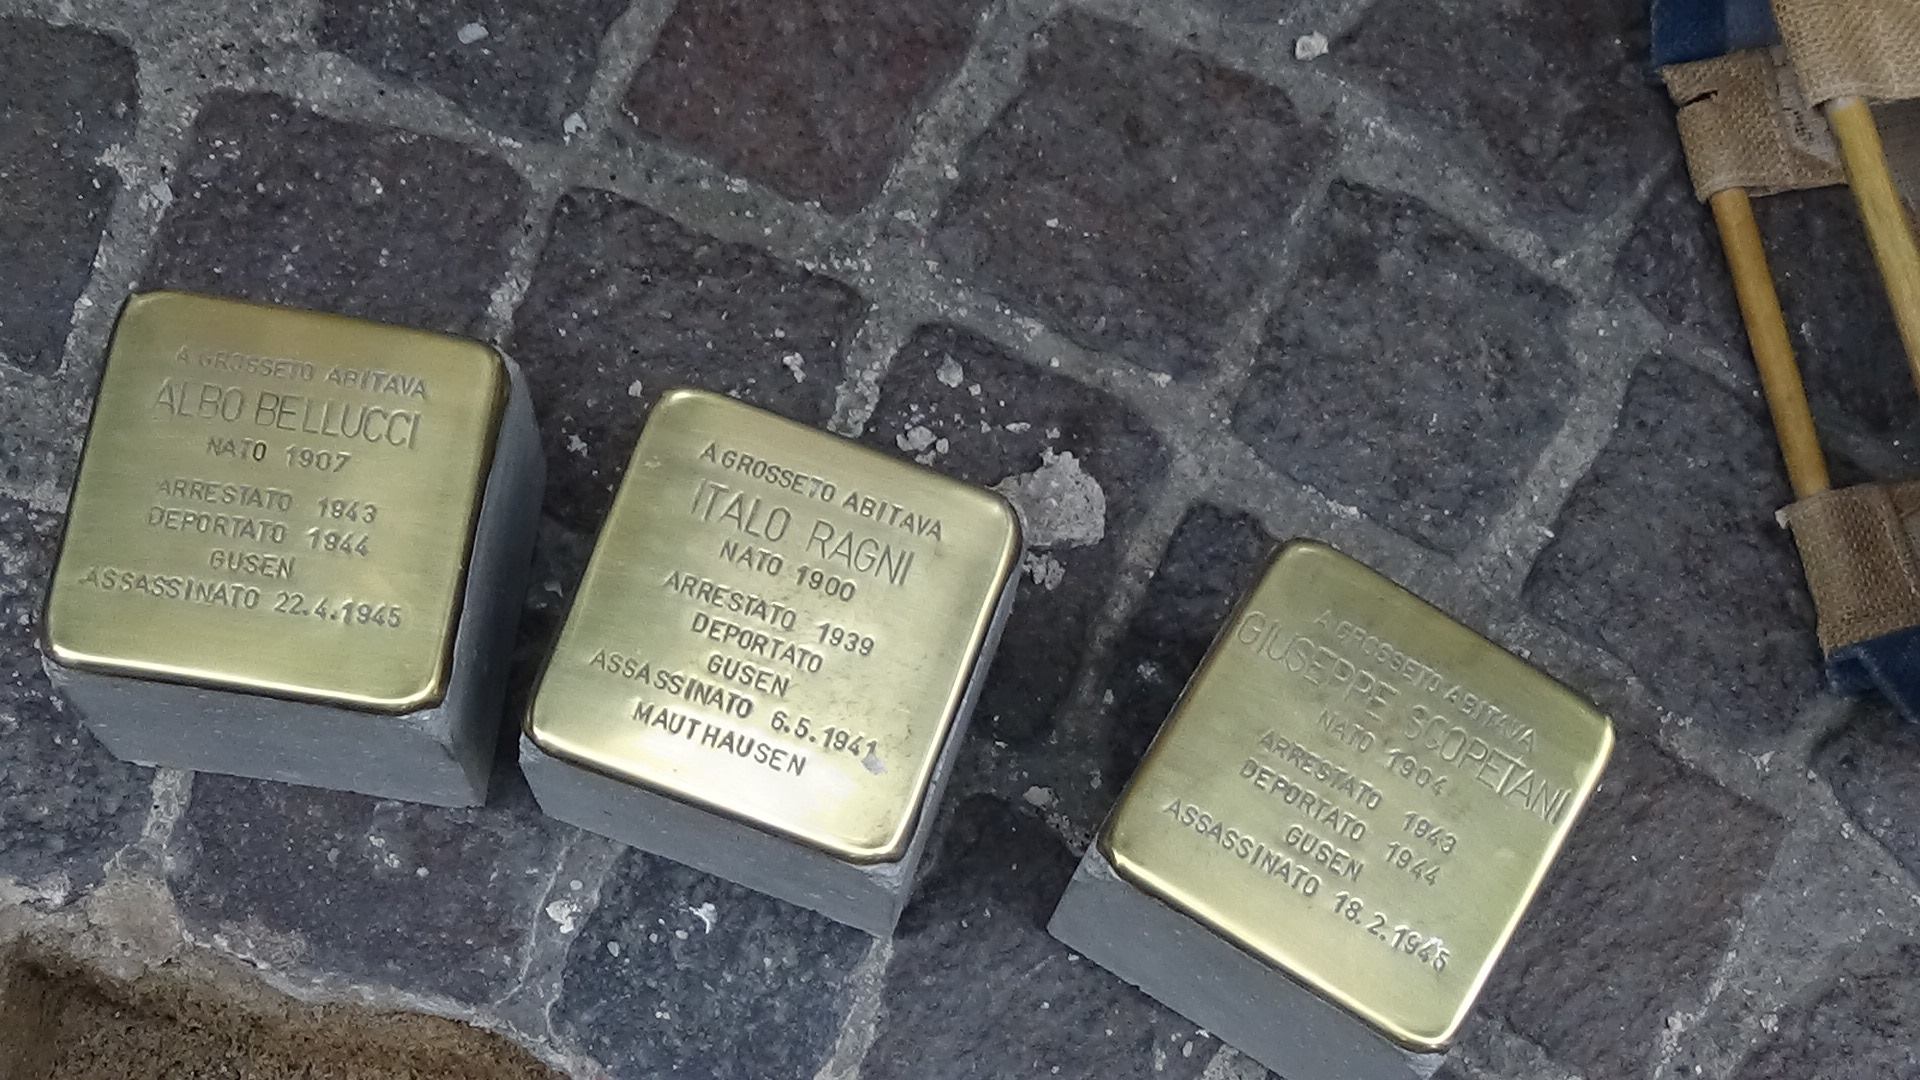 A GROSSETO ABITAVA
ALBO BELLUCCI
NATO 1907
ARRESTATO 1943
DEPORTATO 1944
GUSEN
ASSASSINATO 22.4.1945
A GROSSETO ABITAVA
ITALO RAGNI
NATO 1900
ARRESTATO 1939
DEPORTATO
GUSEN
ASSASSINATO 6.5.1941
MAUTHAUSEN
A GROSSETO ABITAVA
GIUSEPPE SCOPETANI
NATO 1904
ARRESTATO 1943
DEPORTATO 1944
GUSEN
ASSASSINATO 18.2.1945